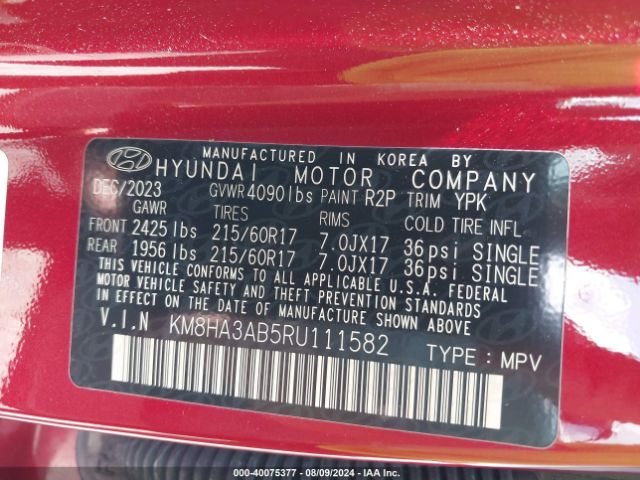 MANUFACTURED IN KOREA BY
HYUNDAI MOTOR COMPANY
DEC/2023 GVWR 4090lbs PAINT R2P TRIM YPK
GAWR TIRES RIMS COLD TIRE INFL
FRONT 2425 lbs 215/60R17 7.0JX17 36psi SINGLE
REAR 1956 lbs 215/60R17 7.0JX17 36psi SINGLE
THIS VEHICLE CONFORMS TO ALL APPLICABLE U.S.A. FEDERAL
MOTOR VEHICLE SAFETY AND THEFT PREVENTION STANDARDS
IN EFFECT ON THE DATE OF MANUFACTURE SHOWN ABOVE.
V.I.N KM8HA3AB5RU111582 TYPE : MPV
000-40075377 - 08/09/2024 - IAA Inc.